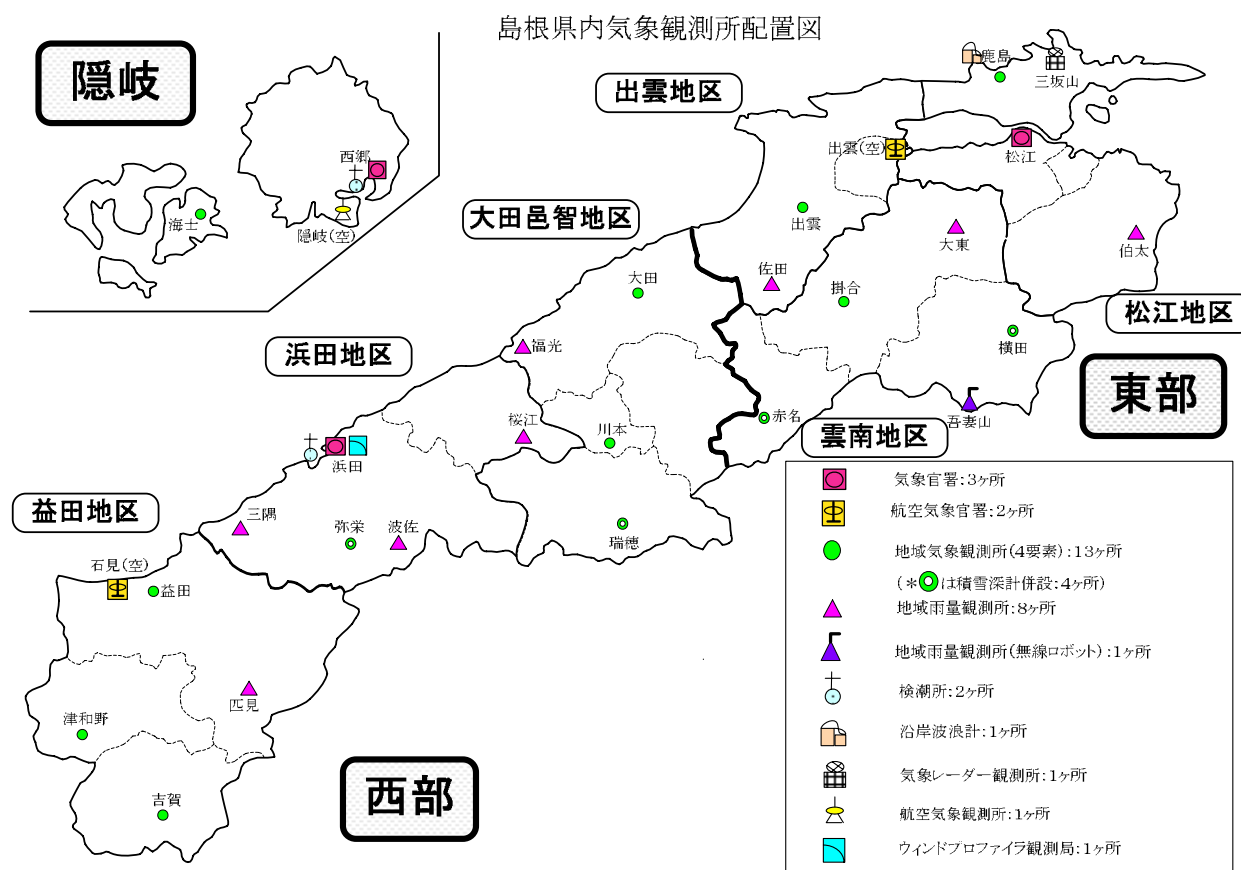 島根県内気象観測所配置図
隠岐
西郷
海士
隠岐(空)
出雲地区
鹿島
三坂山
出雲(空)
松江
出雲
大東
伯太
佐田
掛合
横田
吾妻山
赤名
松江地区
東部
雲南地区
大田邑智地区
大田
福光
桜江
川本
瑞穂
浜田地区
浜田
三隅
弥栄
波佐
益田地区
石見(空)
益田
匹見
津和野
吉賀
西部
気象官署:3ヶ所
航空気象官署:2ヶ所
地域気象観測所(4要素):13ヶ所
(*◎は積雪深計併設:4ヶ所)
地域雨量観測所:8ヶ所
地域雨量観測所(無線ロボット):1ヶ所
検潮所:2ヶ所
沿岸波浪計:1ヶ所
気象レーダー観測所:1ヶ所
航空気象観測所:1ヶ所
ウィンドプロファイラ観測局:1ヶ所